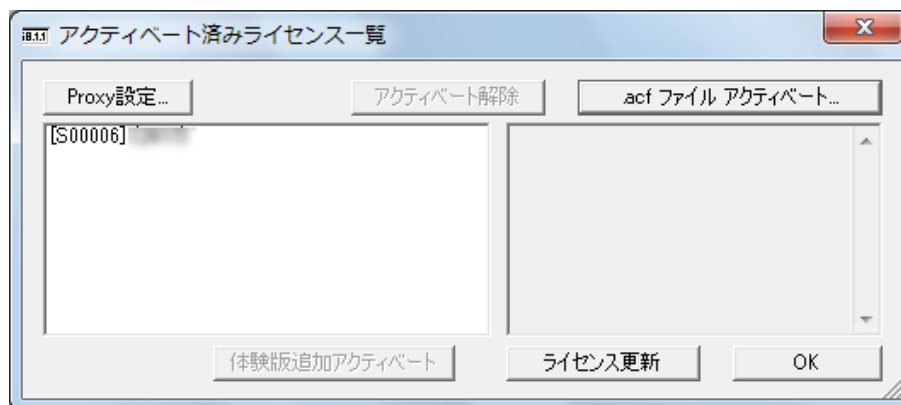 アクティベート済みライセンス一覧
Proxy設定... アクティベート解除 .acf ファイル アクティベート...
[S00006]
体験版追加アクティベート ライセンス更新 OK